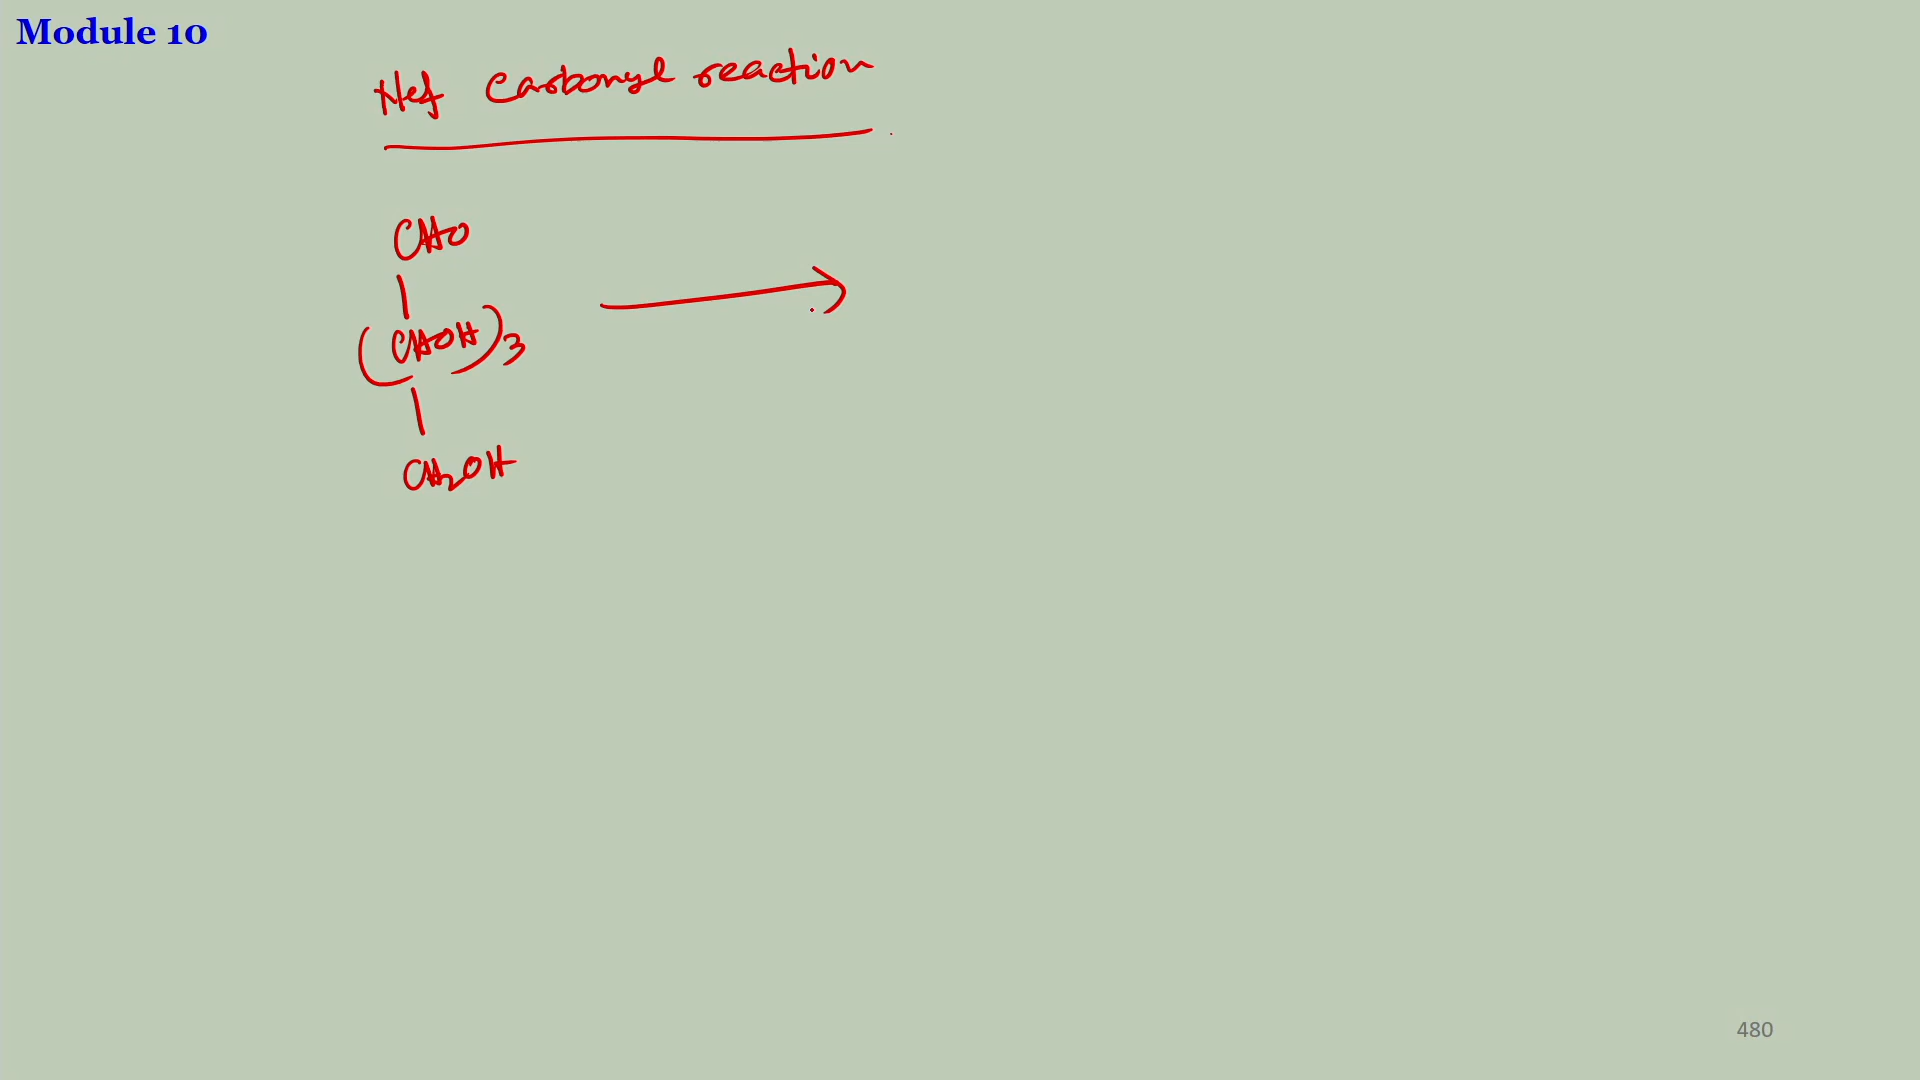 Module 10
Nef Carbonyl reaction
CHO
(CHOH)3
CH2OH
480